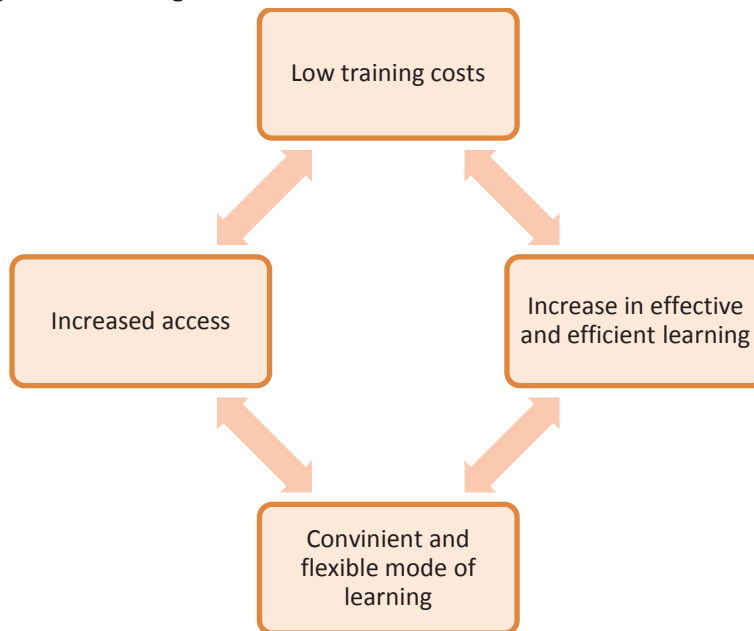 Low training costs
Increased access
Increase in effective
and efficient learning
Convinient and
flexible mode of
learning